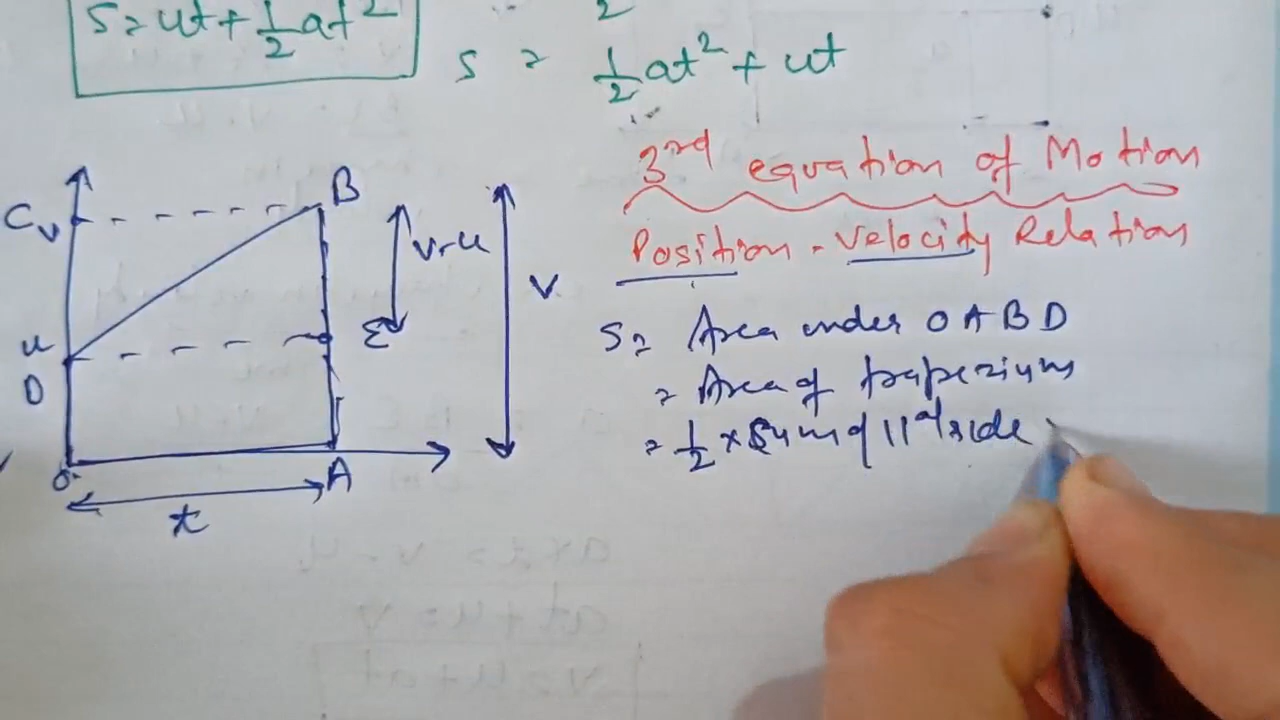 S = ut + 1/2 at²
2
s = 1/2 at² + ut
3rd equation of Motion
Position - Velocity Relation
C
v
B
v-u
v
u
D
E
O
A
t
S = Area under OABD
= Area of trapezium
= 1/2 × Sum of ||al side